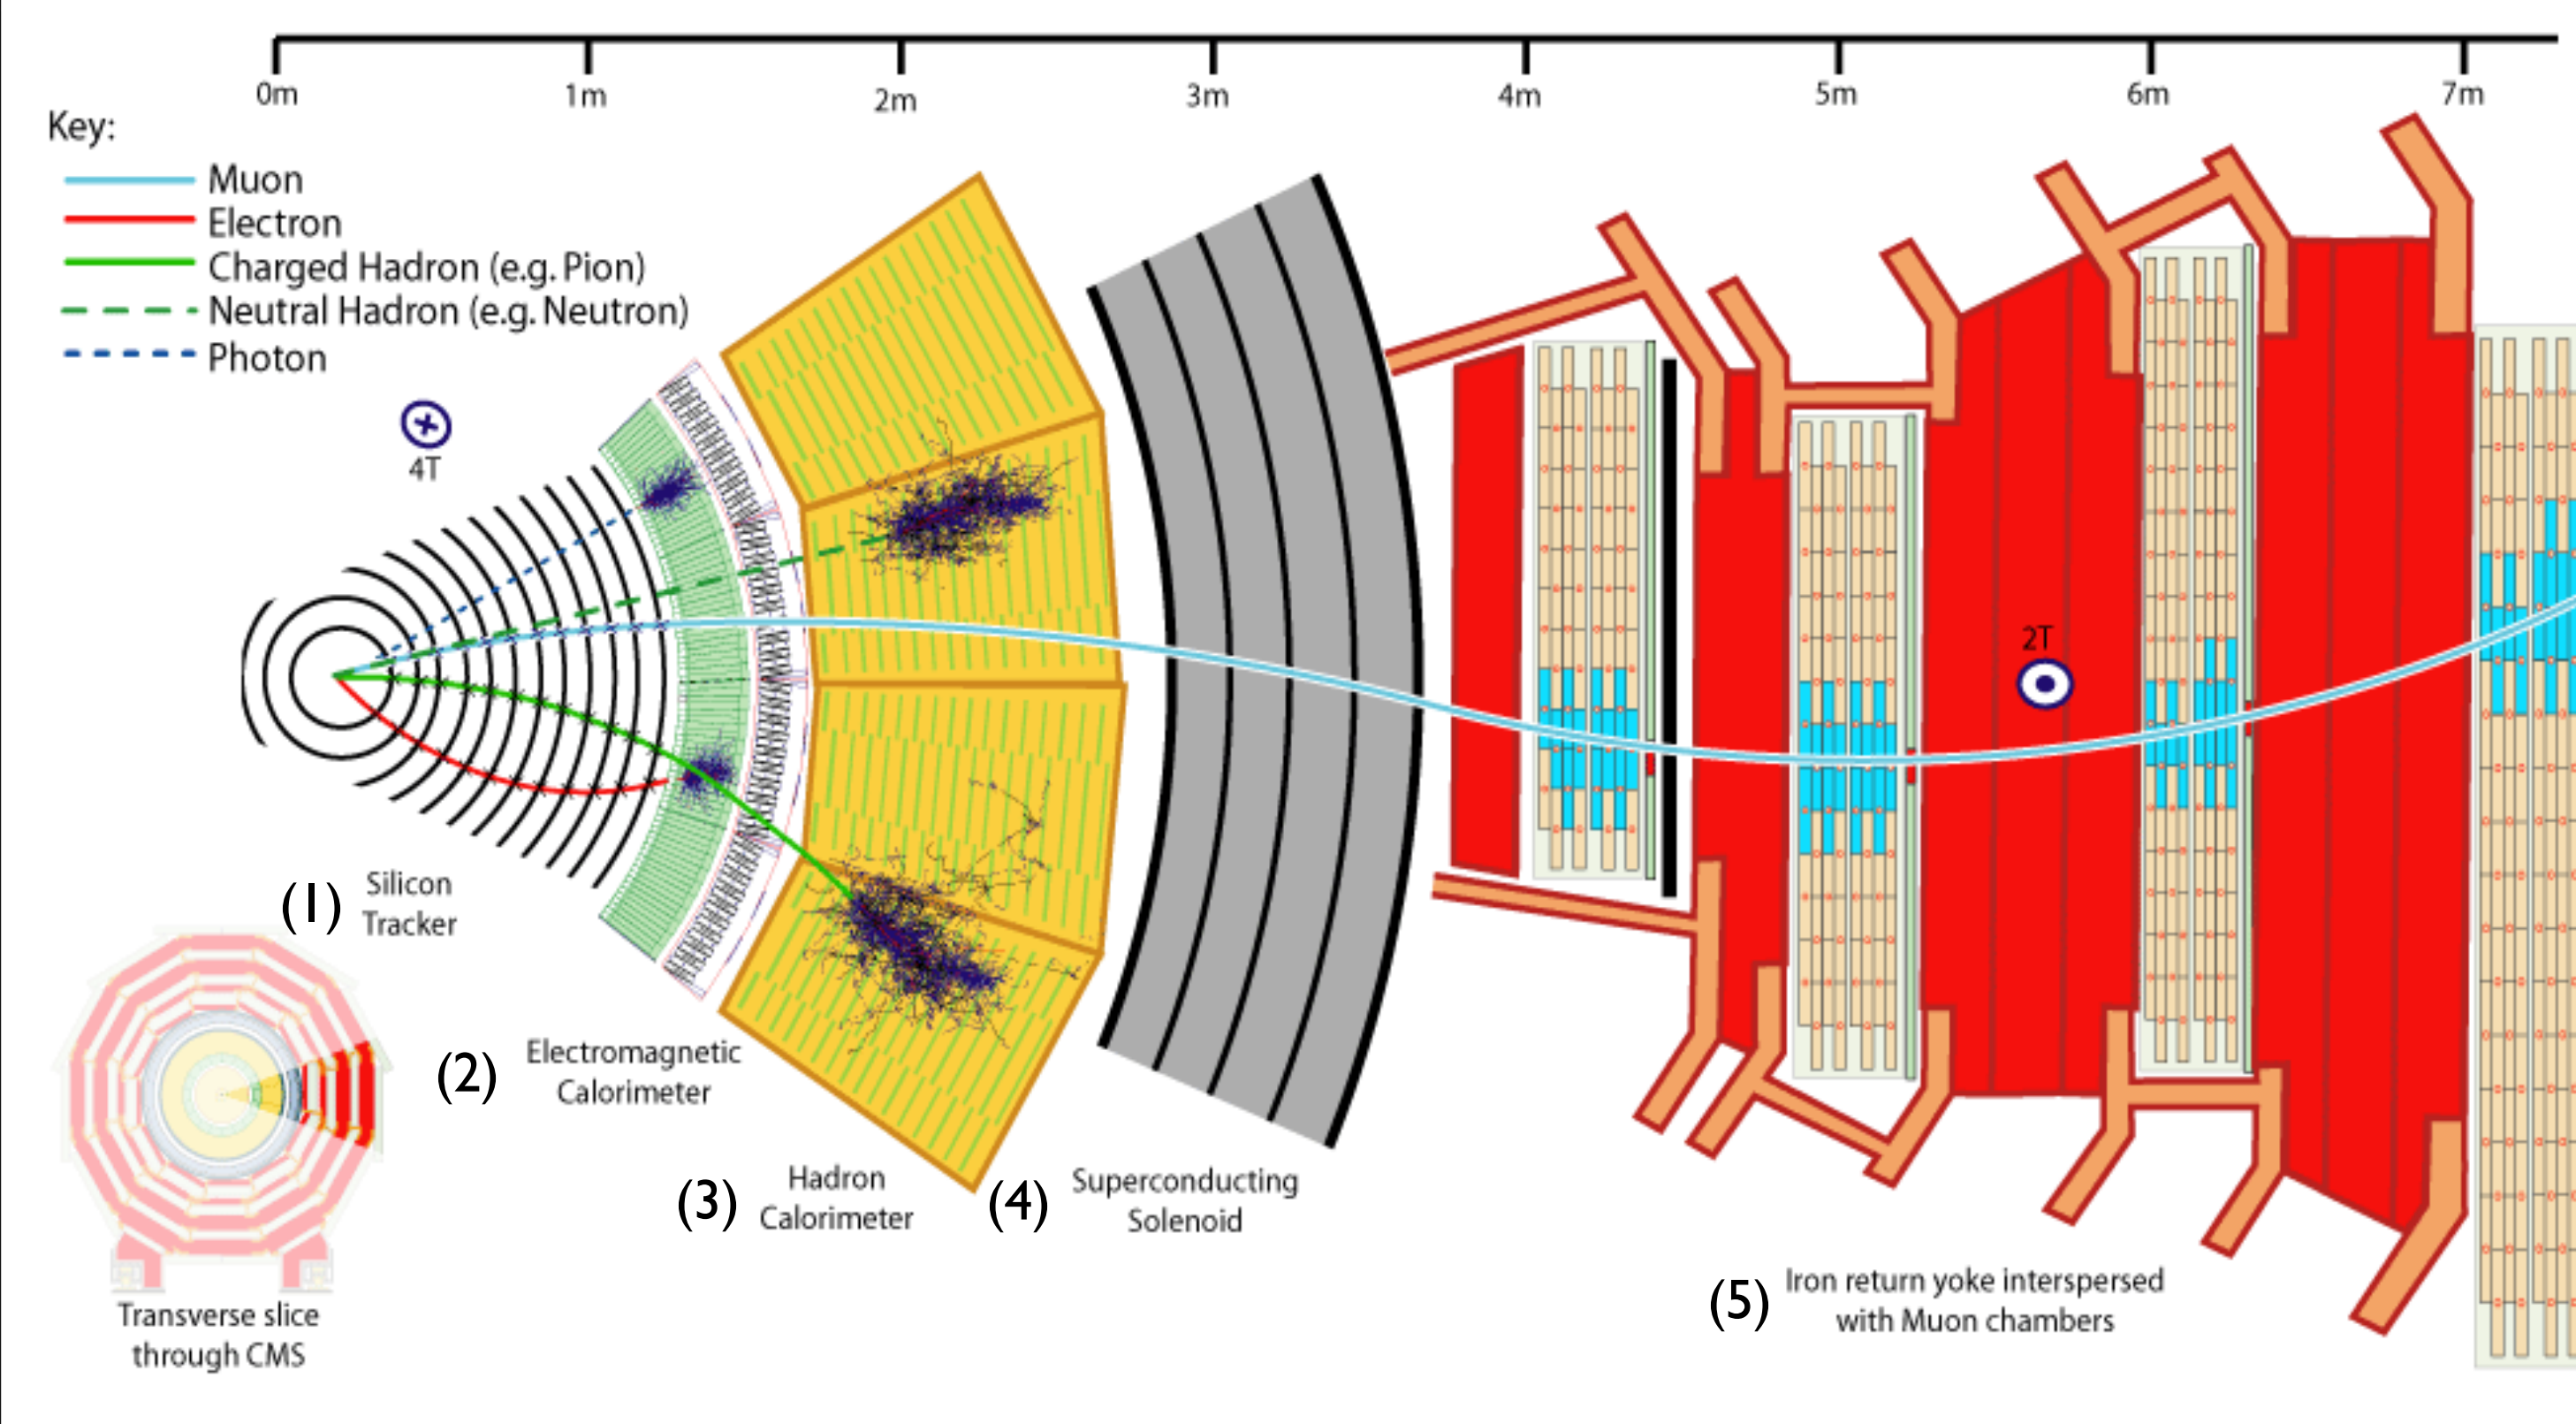 0m 1m 2m 3m 4m 5m 6m 7m
Key:
Muon
Electron
Charged Hadron (e.g. Pion)
Neutral Hadron (e.g. Neutron)
Photon
4T
2T
(1) Silicon
Tracker
(2) Electromagnetic
Calorimeter
(3) Hadron
Calorimeter
(4) Superconducting
Solenoid
(5) Iron return yoke interspersed
with Muon chambers
Transverse slice
through CMS